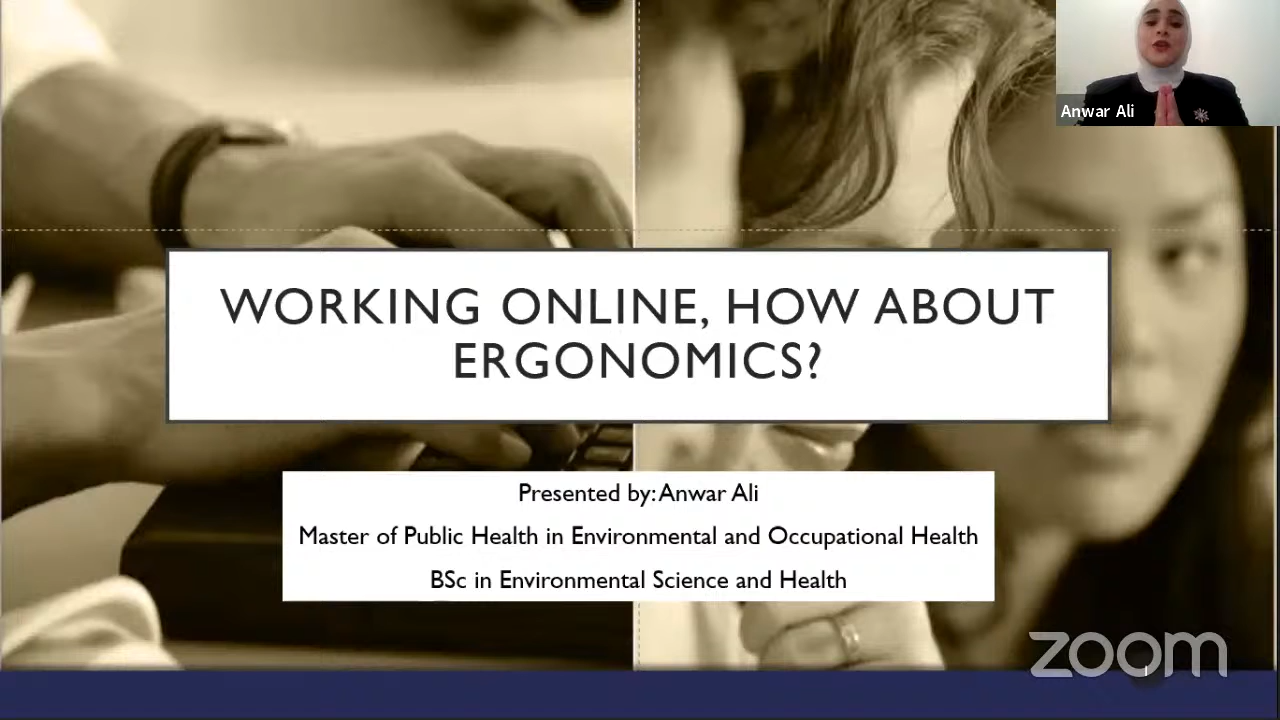 Anwar Ali
WORKING ONLINE, HOW ABOUT
ERGONOMICS?
Presented by: Anwar Ali
Master of Public Health in Environmental and Occupational Health
BSc in Environmental Science and Health
zoom
1